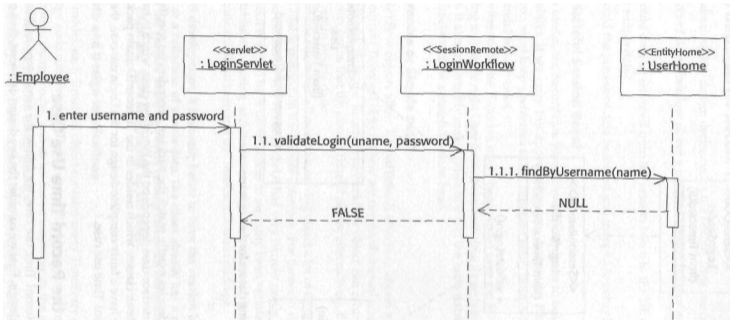 <<servlet>>
: LoginServlet
<<SessionRemote>>
: LoginWorkflow
<<EntityHome>>
: UserHome
: Employee
1. enter username and password
1.1. validateLogin(uname, password)
1.1.1. findByUsername(name)
NULL
FALSE